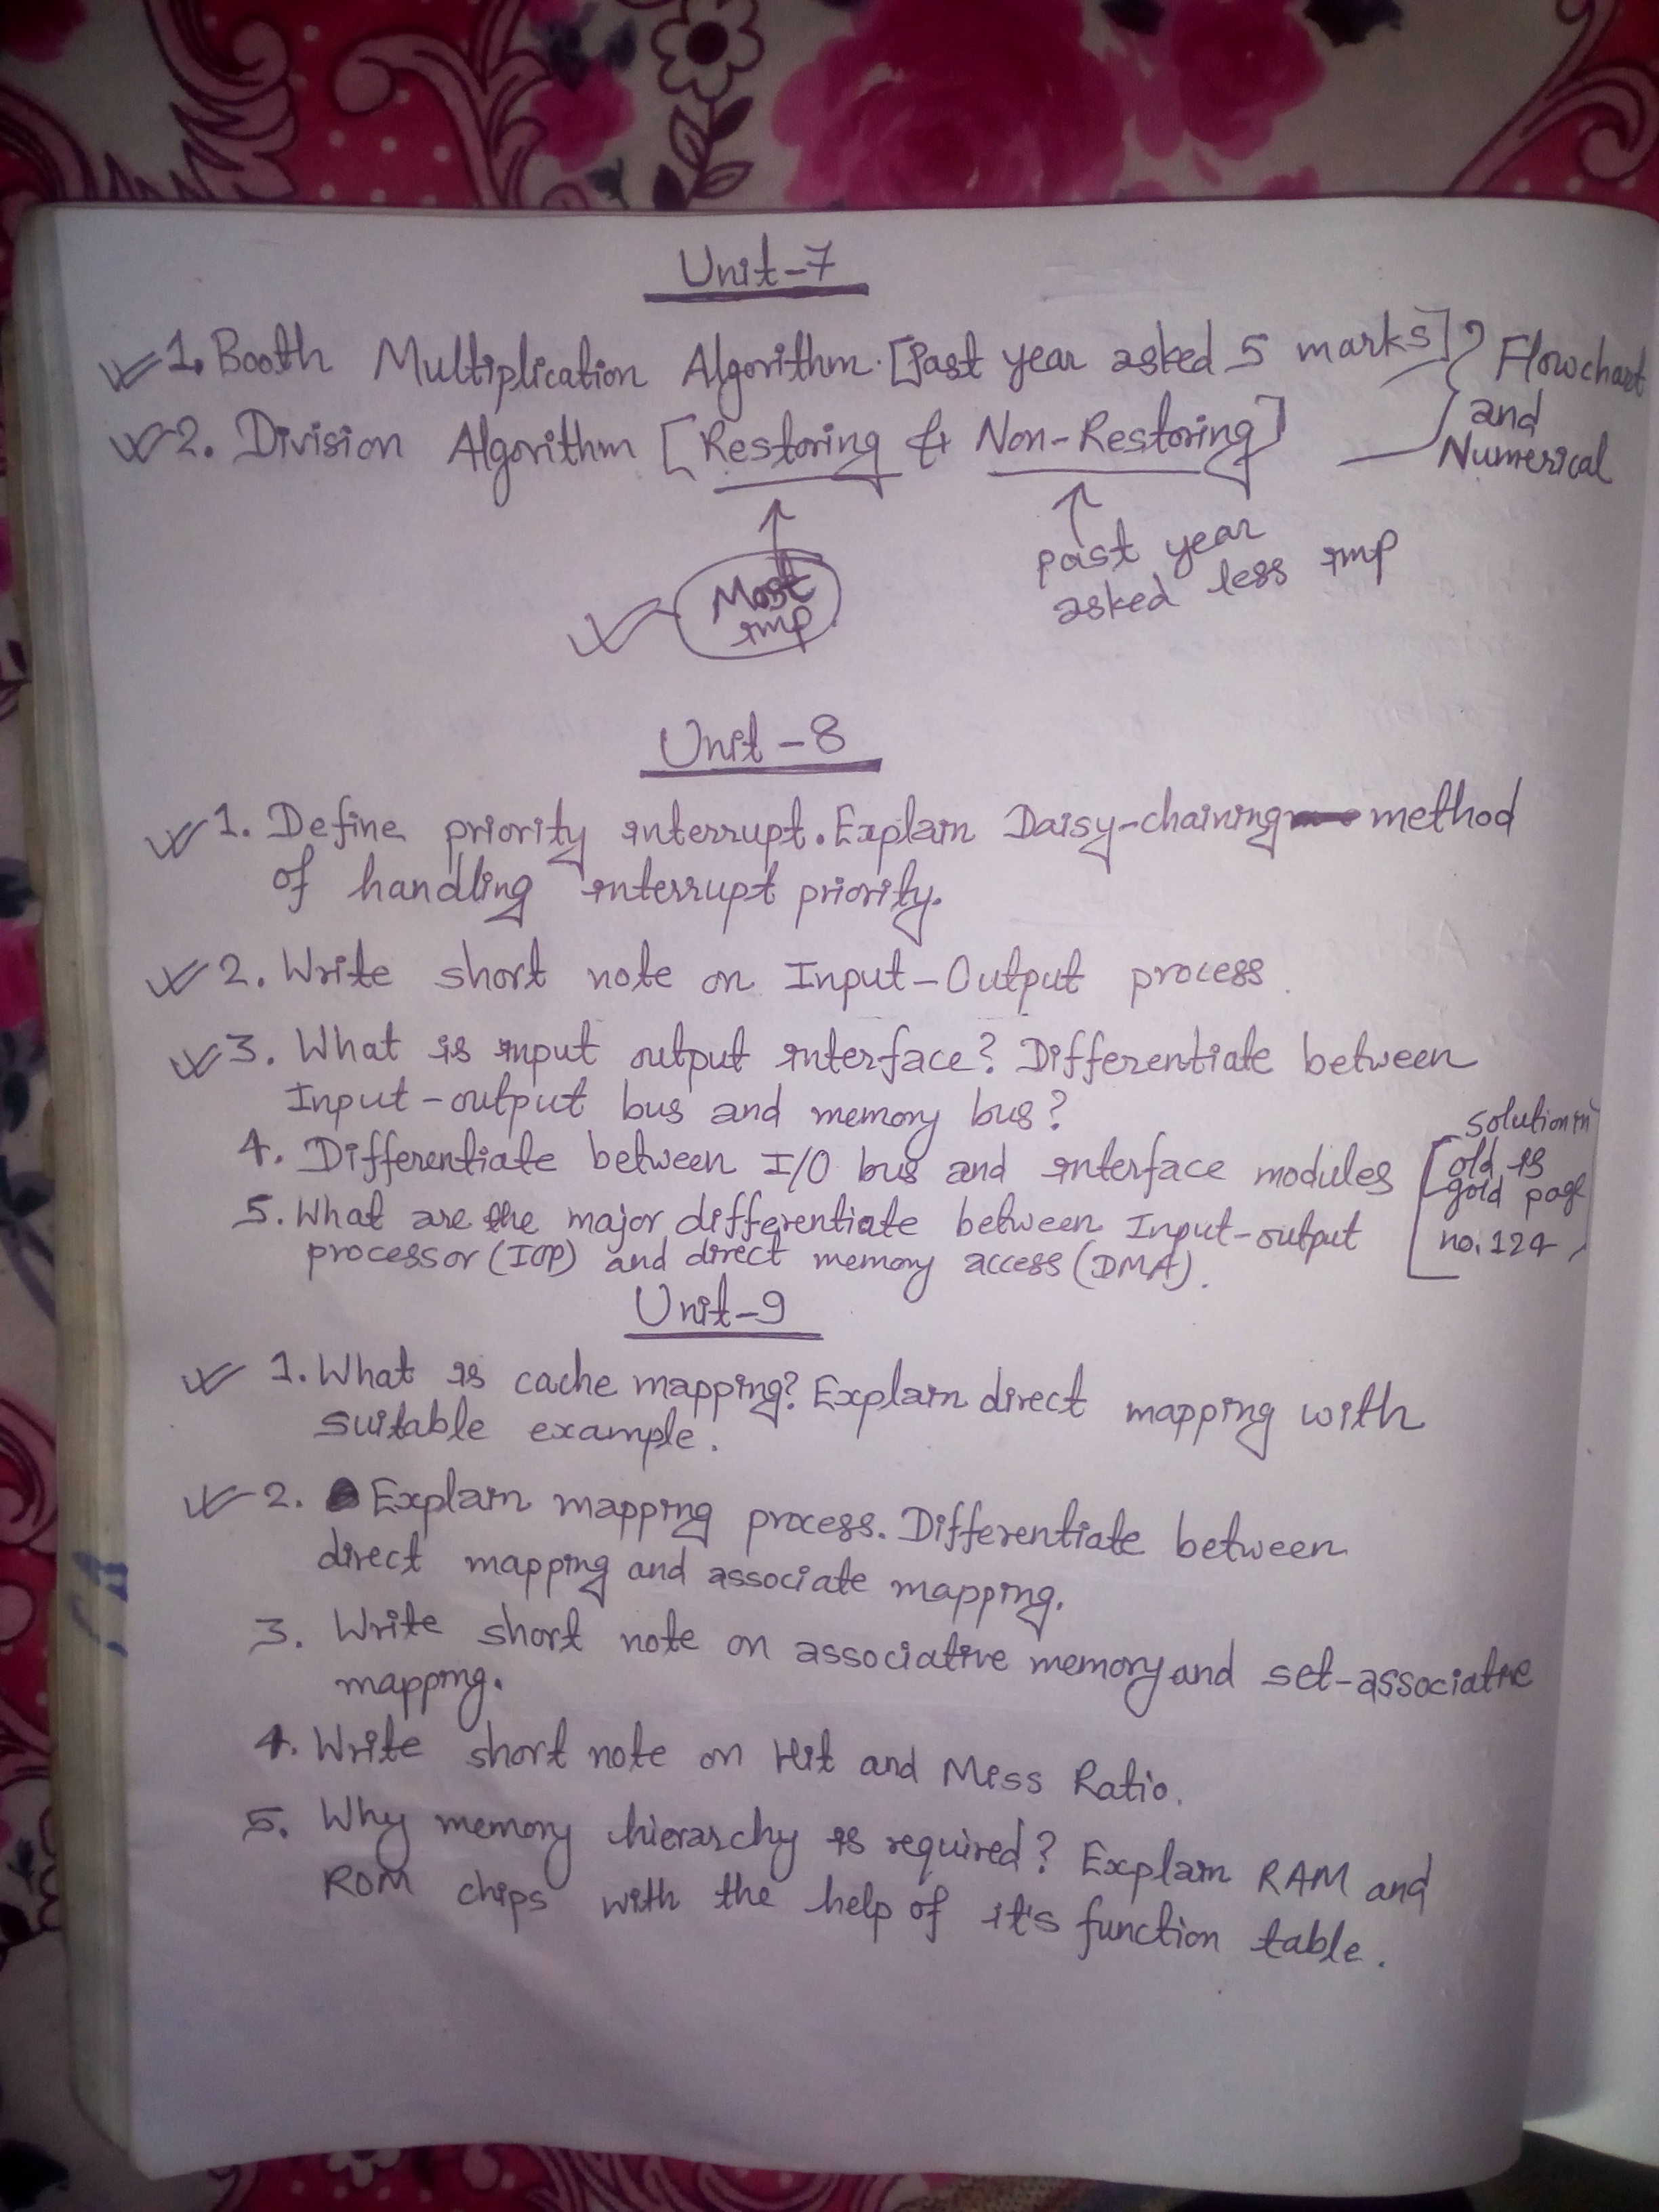 Unit-7
1. Booth Multiplication Algorithm. [Past year asked 5 marks] Flowchart
2. Division Algorithm [Restoring & Non-Restoring] and
Numerical
Most
imp
past year
asked less imp
Unit-8
1. Define priority interrupt. Explain Daisy-chaining method
of handling interrupt priority.
2. Write short note on Input-Output process.
3. What is input output interface? Differentiate between
Input-output bus and memory bus?
4. Differentiate between I/O bus and interface modules
5. What are the major differentiate between Input-output
processor (IOP) and direct memory access (DMA).
solution in
old is
gold page
no. 124
Unit-9
1. What is cache mapping? Explain direct mapping with
suitable example.
2. Explain mapping process. Differentiate between
direct mapping and associate mapping.
3. Write short note on associative memory and set-associative
mapping.
4. Write short note on Hit and Miss Ratio.
5. Why memory hierarchy is required? Explain RAM and
ROM chips with the help of it's function table.